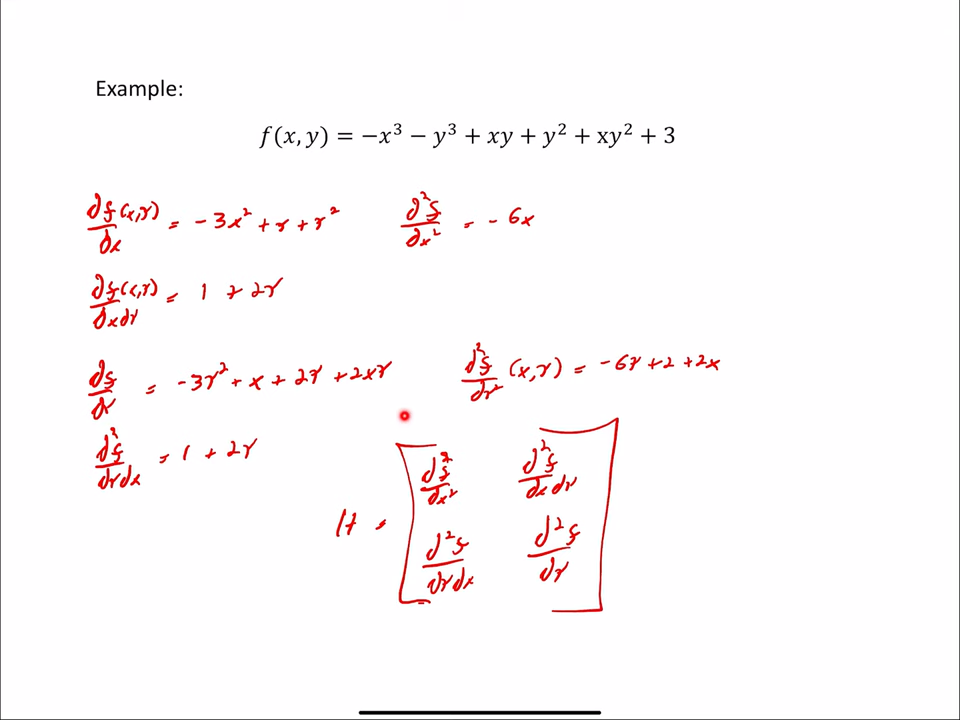 Example:
f(x, y) = −x³ − y³ + xy + y² + xy² + 3
∂f(x,y)/∂x = -3x² + y + y²   ∂²f/∂x² = -6x
∂f(x,y)/∂x∂y = 1 + 2y
∂f/∂y = -3y² + x + 2y + 2xy   ∂²f/∂y² (x,y) = -6y + 2 + 2x
∂²f/∂y∂x = 1 + 2y
H = [ ∂²f/∂x²   ∂²f/∂x∂y
∂²f/∂y∂x   ∂²f/∂y ]